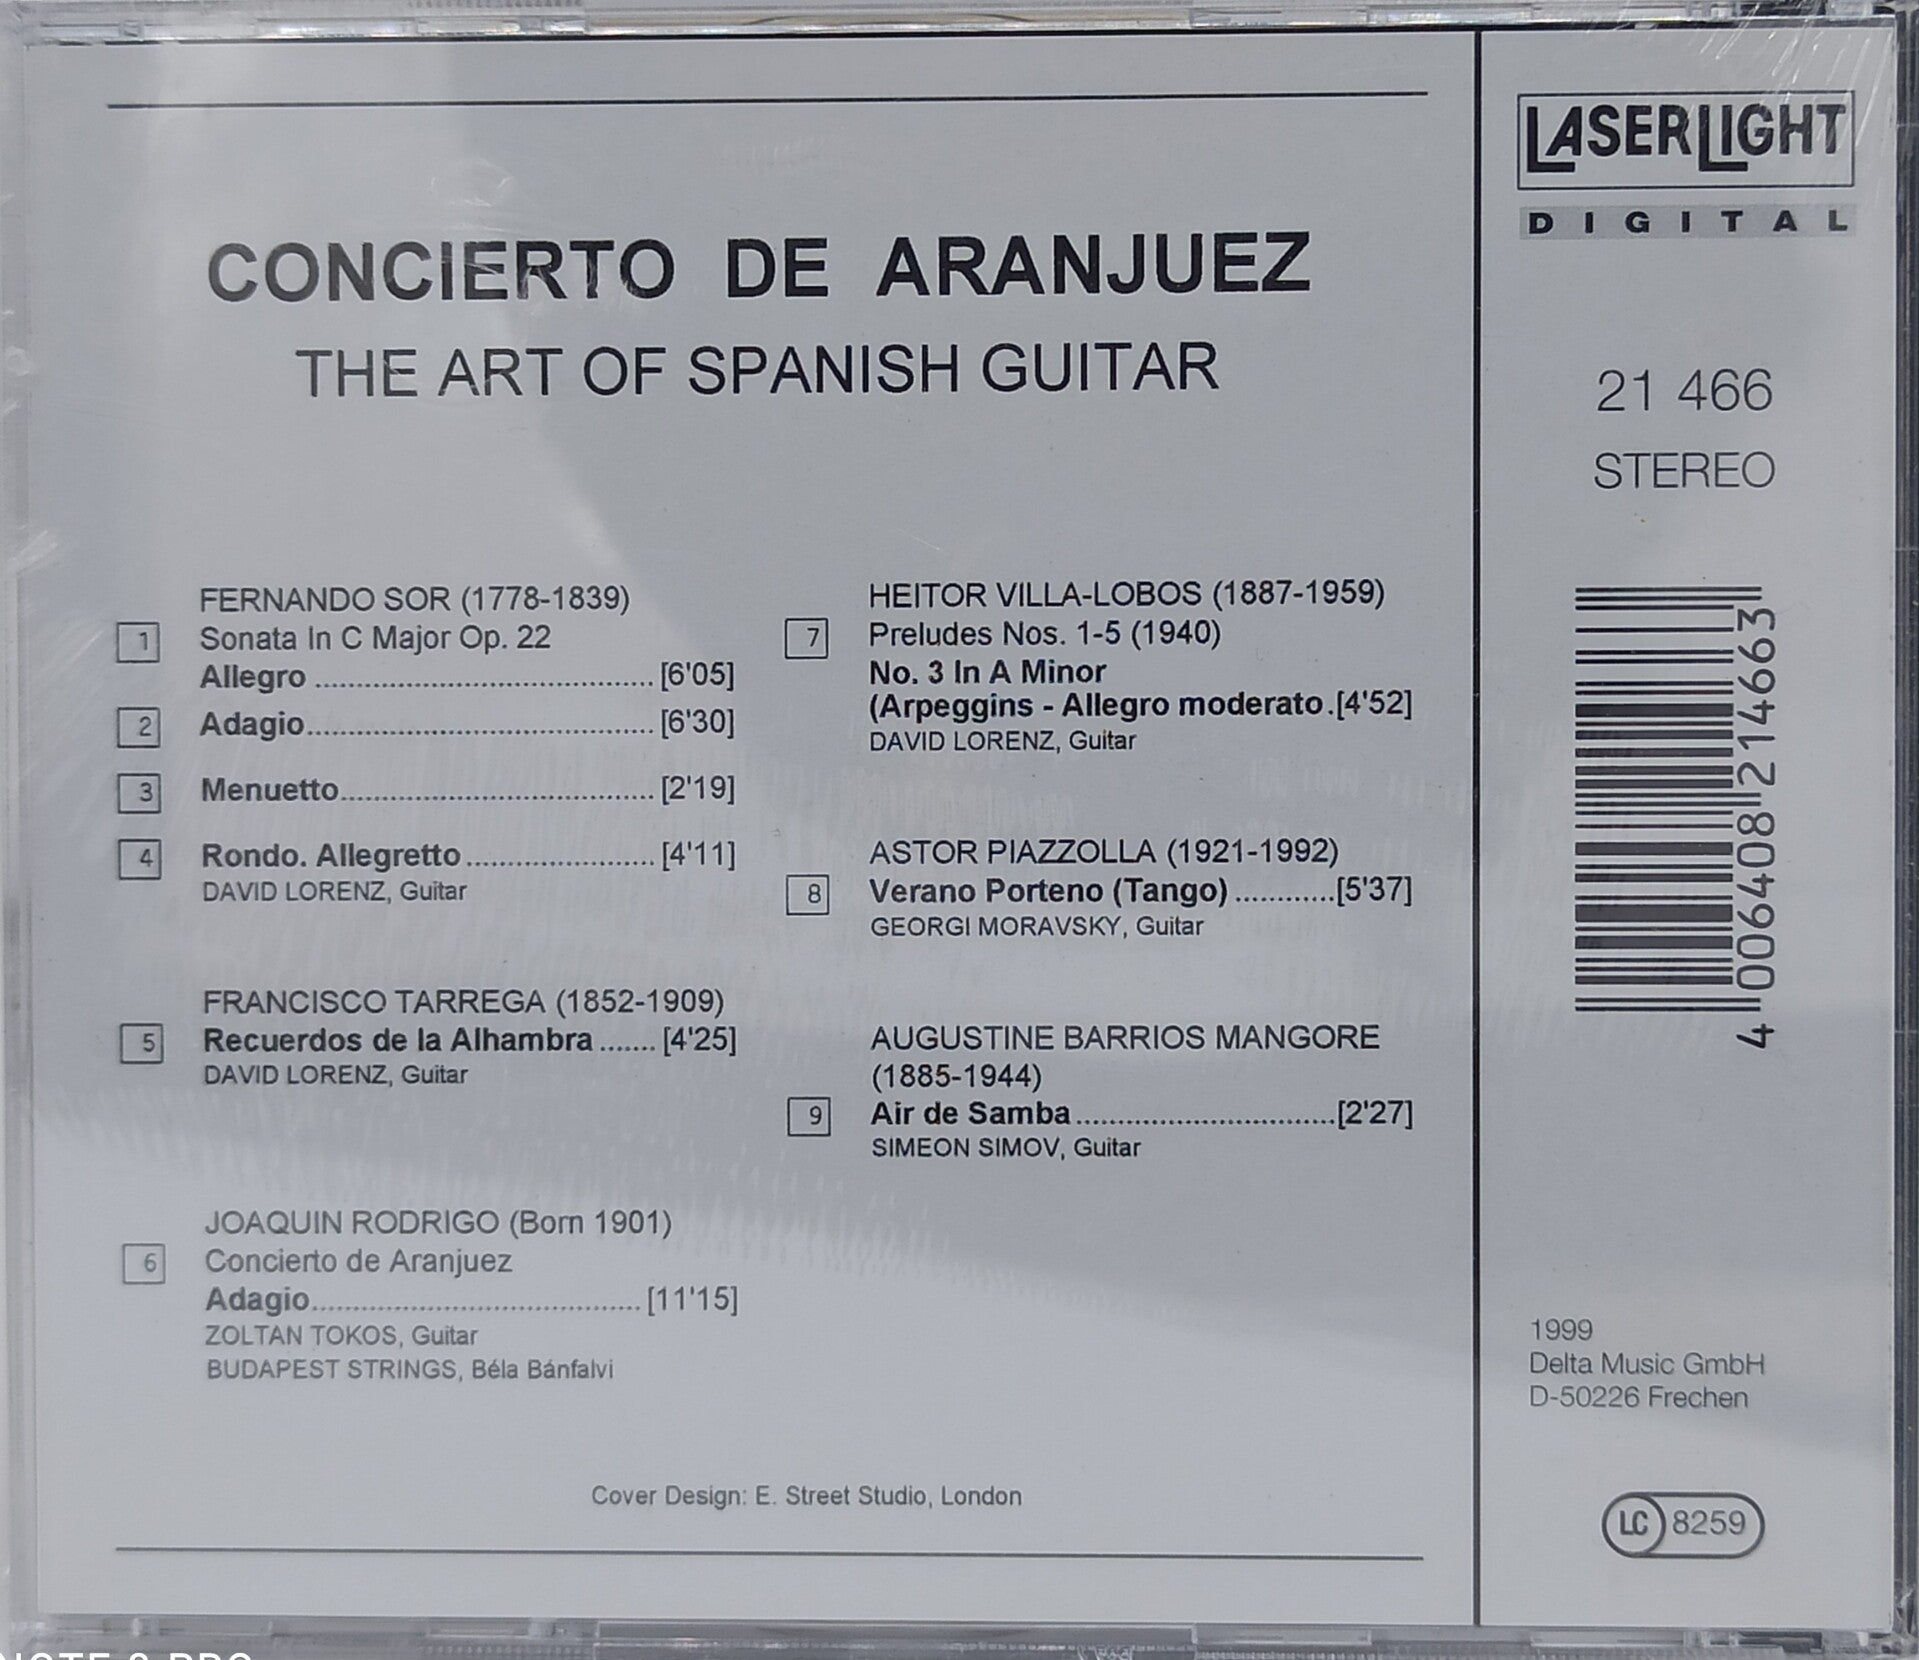 CONCIERTO DE ARANJUEZ
THE ART OF SPANISH GUITAR
FERNANDO SOR (1778-1839)
1 Sonata In C Major Op. 22
Allegro ........................................ [6'05]
2 Adagio.......................................... [6'30]
3 Menuetto...................................... [2'19]
4 Rondo. Allegretto ....................... [4'11]
DAVID LORENZ, Guitar
FRANCISCO TARREGA (1852-1909)
5 Recuerdos de la Alhambra ....... [4'25]
DAVID LORENZ, Guitar
JOAQUIN RODRIGO (Born 1901)
6 Concierto de Aranjuez
Adagio........................................ [11'15]
ZOLTAN TOKOS, Guitar
BUDAPEST STRINGS, Béla Bánfalvi
HEITOR VILLA-LOBOS (1887-1959)
7 Preludes Nos. 1-5 (1940)
No. 3 In A Minor
(Arpeggins - Allegro moderato.[4'52]
DAVID LORENZ, Guitar
ASTOR PIAZZOLLA (1921-1992)
8 Verano Porteno (Tango) ............[5'37]
GEORGI MORAVSKY, Guitar
AUGUSTINE BARRIOS MANGORE
(1885-1944)
9 Air de Samba................................[2'27]
SIMEON SIMOV, Guitar
Cover Design: E. Street Studio, London
LASERLIGHT
DIGITAL
21 466
STEREO
4 006408 214663
1999
Delta Music GmbH
D-50226 Frechen
LC 8259